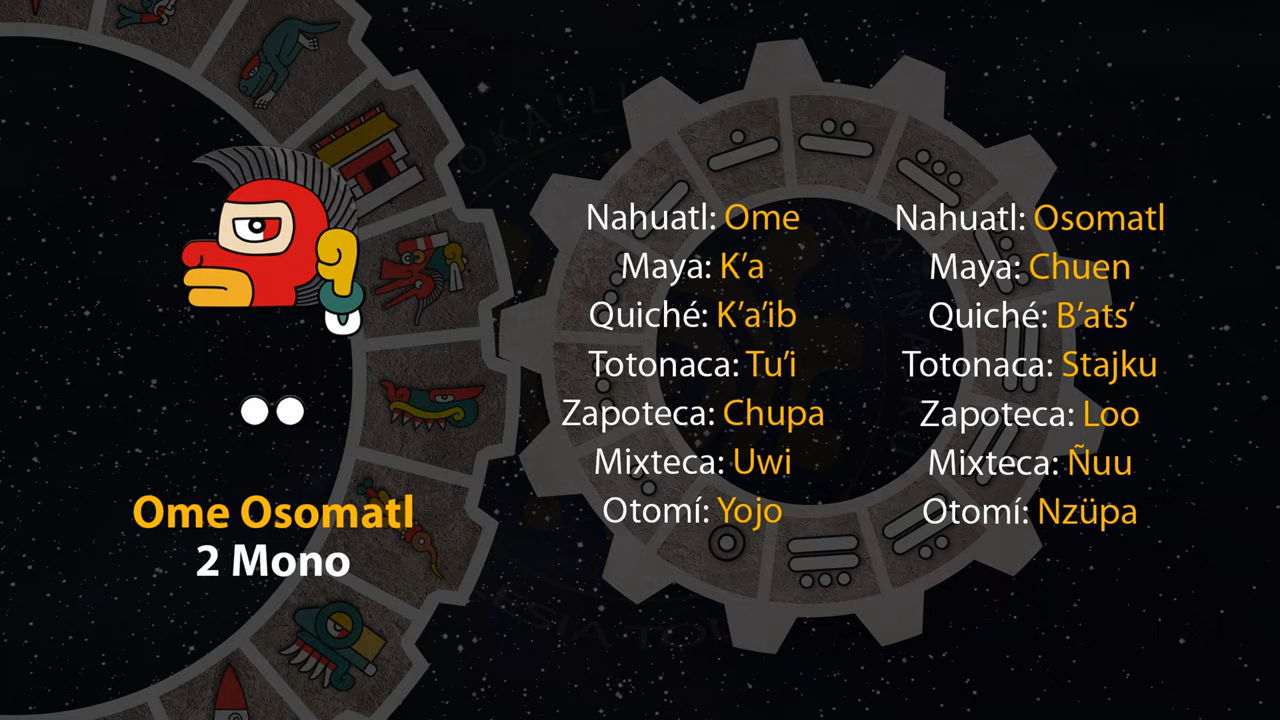 Ome Osomatl
2 Mono
Nahuatl: Ome
Maya: K’a
Quiché: K’a’ib
Totonaca: Tu’i
Zapoteca: Chupa
Mixteca: Uwi
Otomí: Yojo
Nahuatl: Osomatl
Maya: Chuen
Quiché: B’ats’
Totonaca: Stajku
Zapoteca: Loo
Mixteca: Ñuu
Otomí: Nzüpa